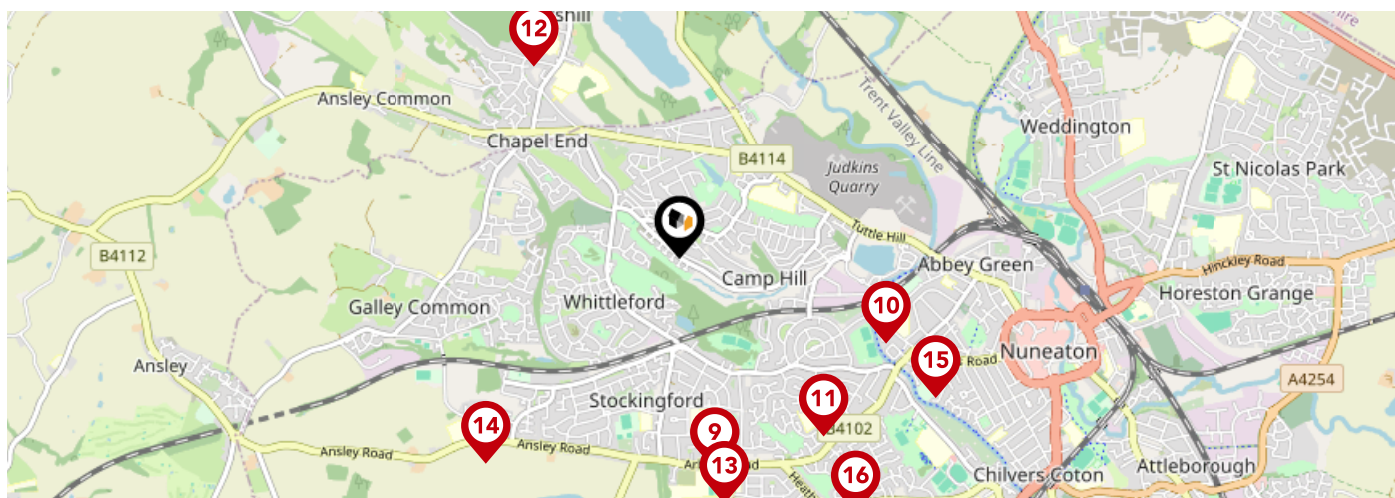 12
shill
Ansley Common
Chapel End
B4114
Trent Valley Line
Weddington
Judkins
Quarry
St Nicolas Park
Tuttle Hill
B4112
Abbey Green
Hinckley Road
Camp Hill
Whittleford
Galley Common
Horeston Grange
10
Ansley
15
Road
Nuneaton
A4254
Stockingford
11
14
9
B4102
Ansley Road
Ansley Road
13
16
Heath
Chilvers Coton
Attleborough